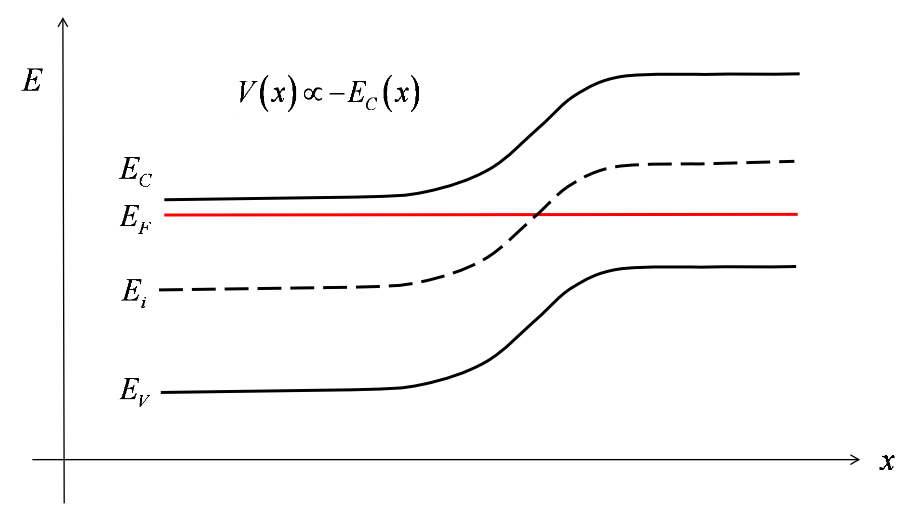 E
V(x) ∝ −E_C(x)
E_C
E_F
E_i
E_V
x